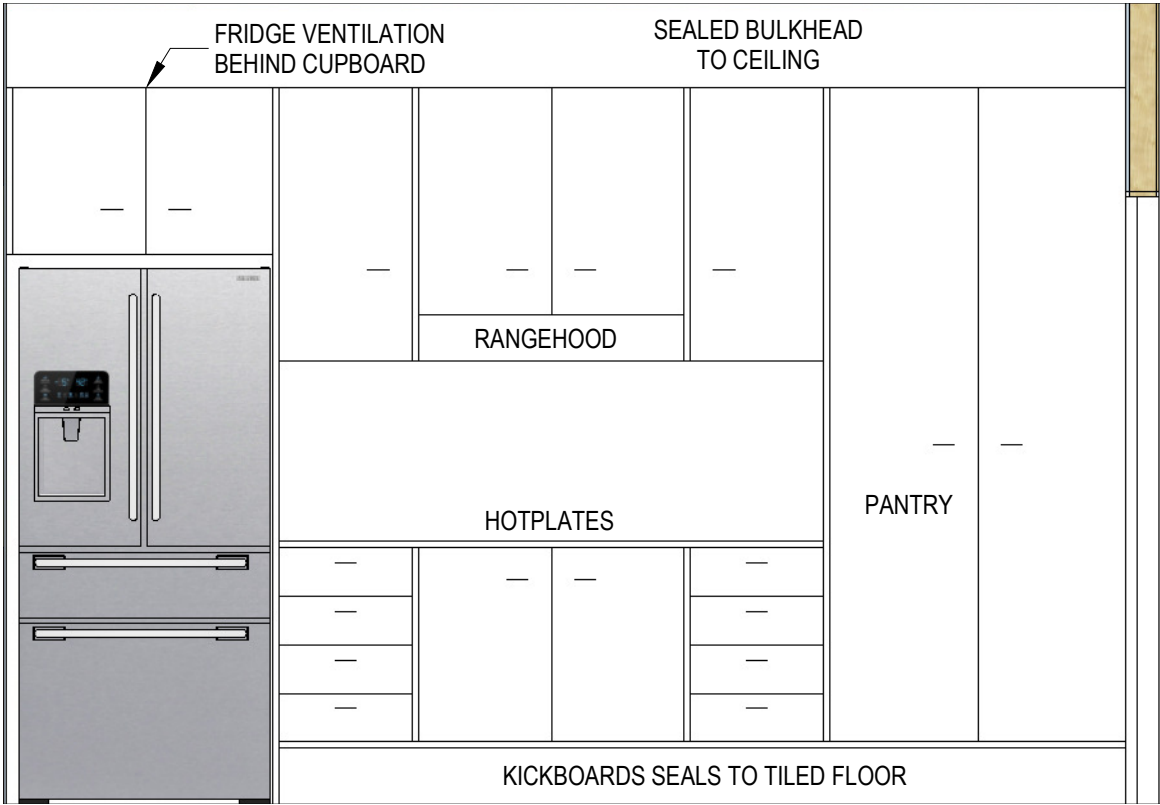 FRIDGE VENTILATION
BEHIND CUPBOARD
SEALED BULKHEAD
TO CEILING
RANGEHOOD
HOTPLATES
PANTRY
KICKBOARDS SEALS TO TILED FLOOR